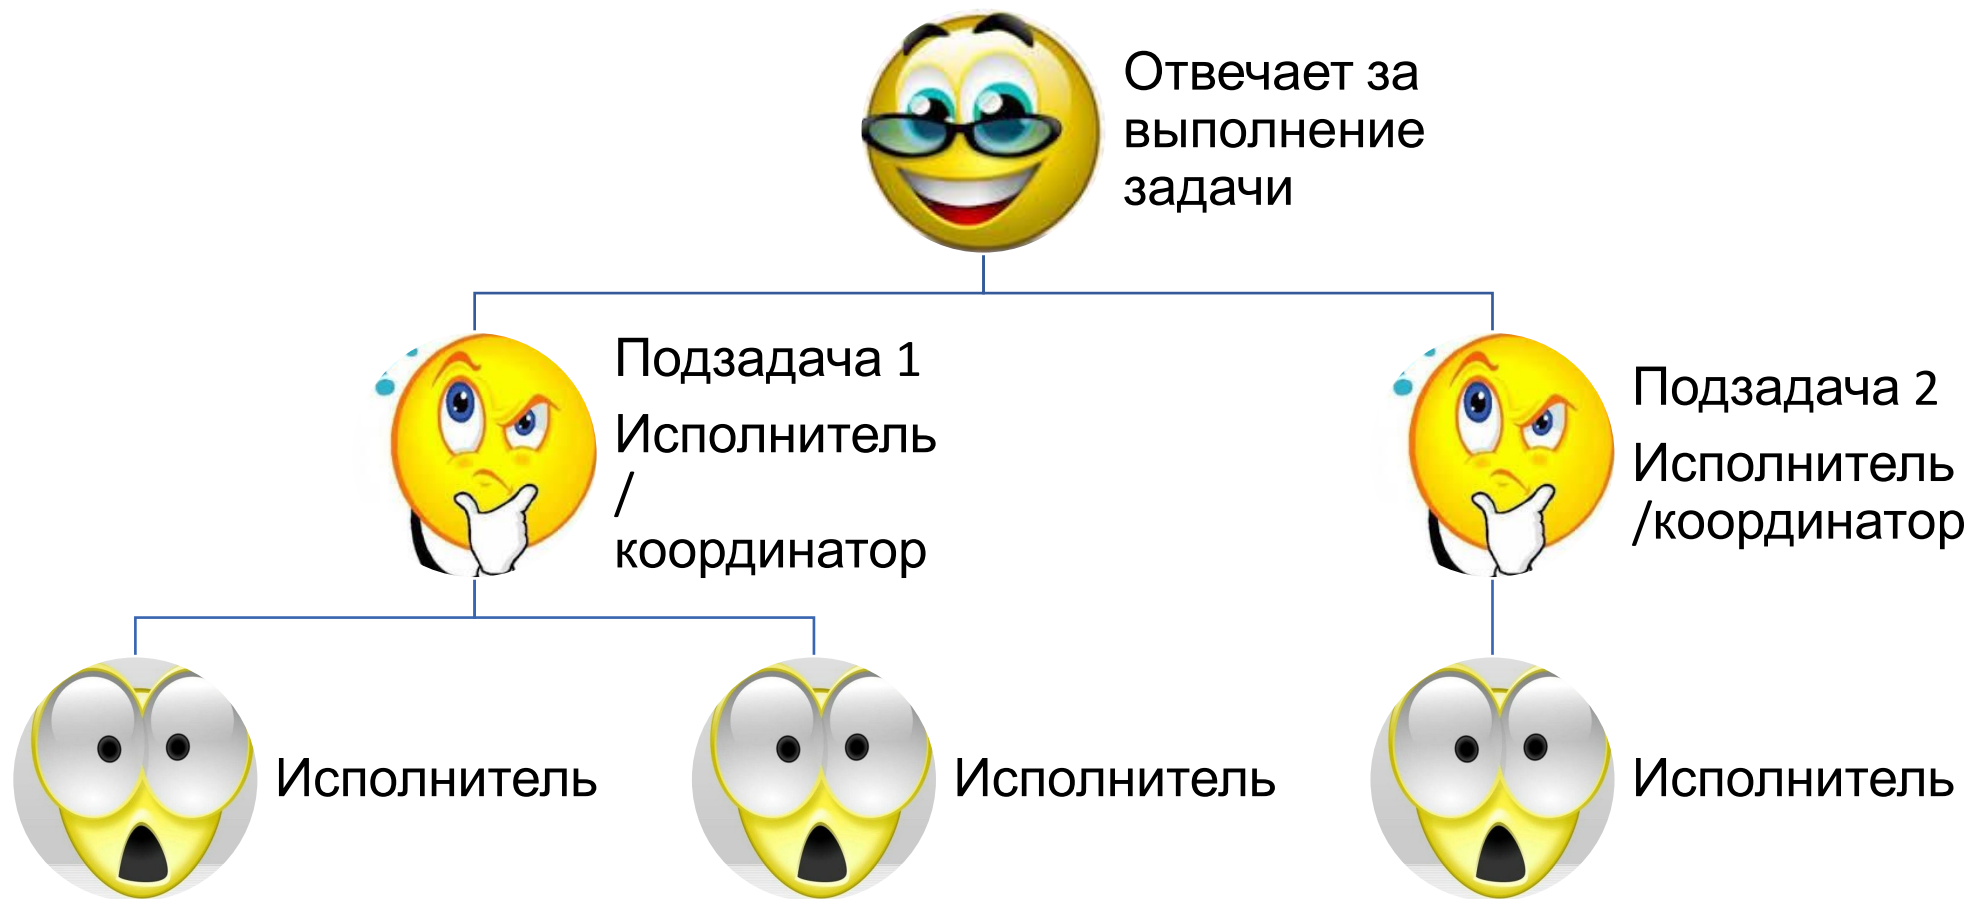 Отвечает за
выполнение
задачи
Подзадача 1
Исполнитель
/
координатор
Подзадача 2
Исполнитель
/координатор
Исполнитель
Исполнитель
Исполнитель